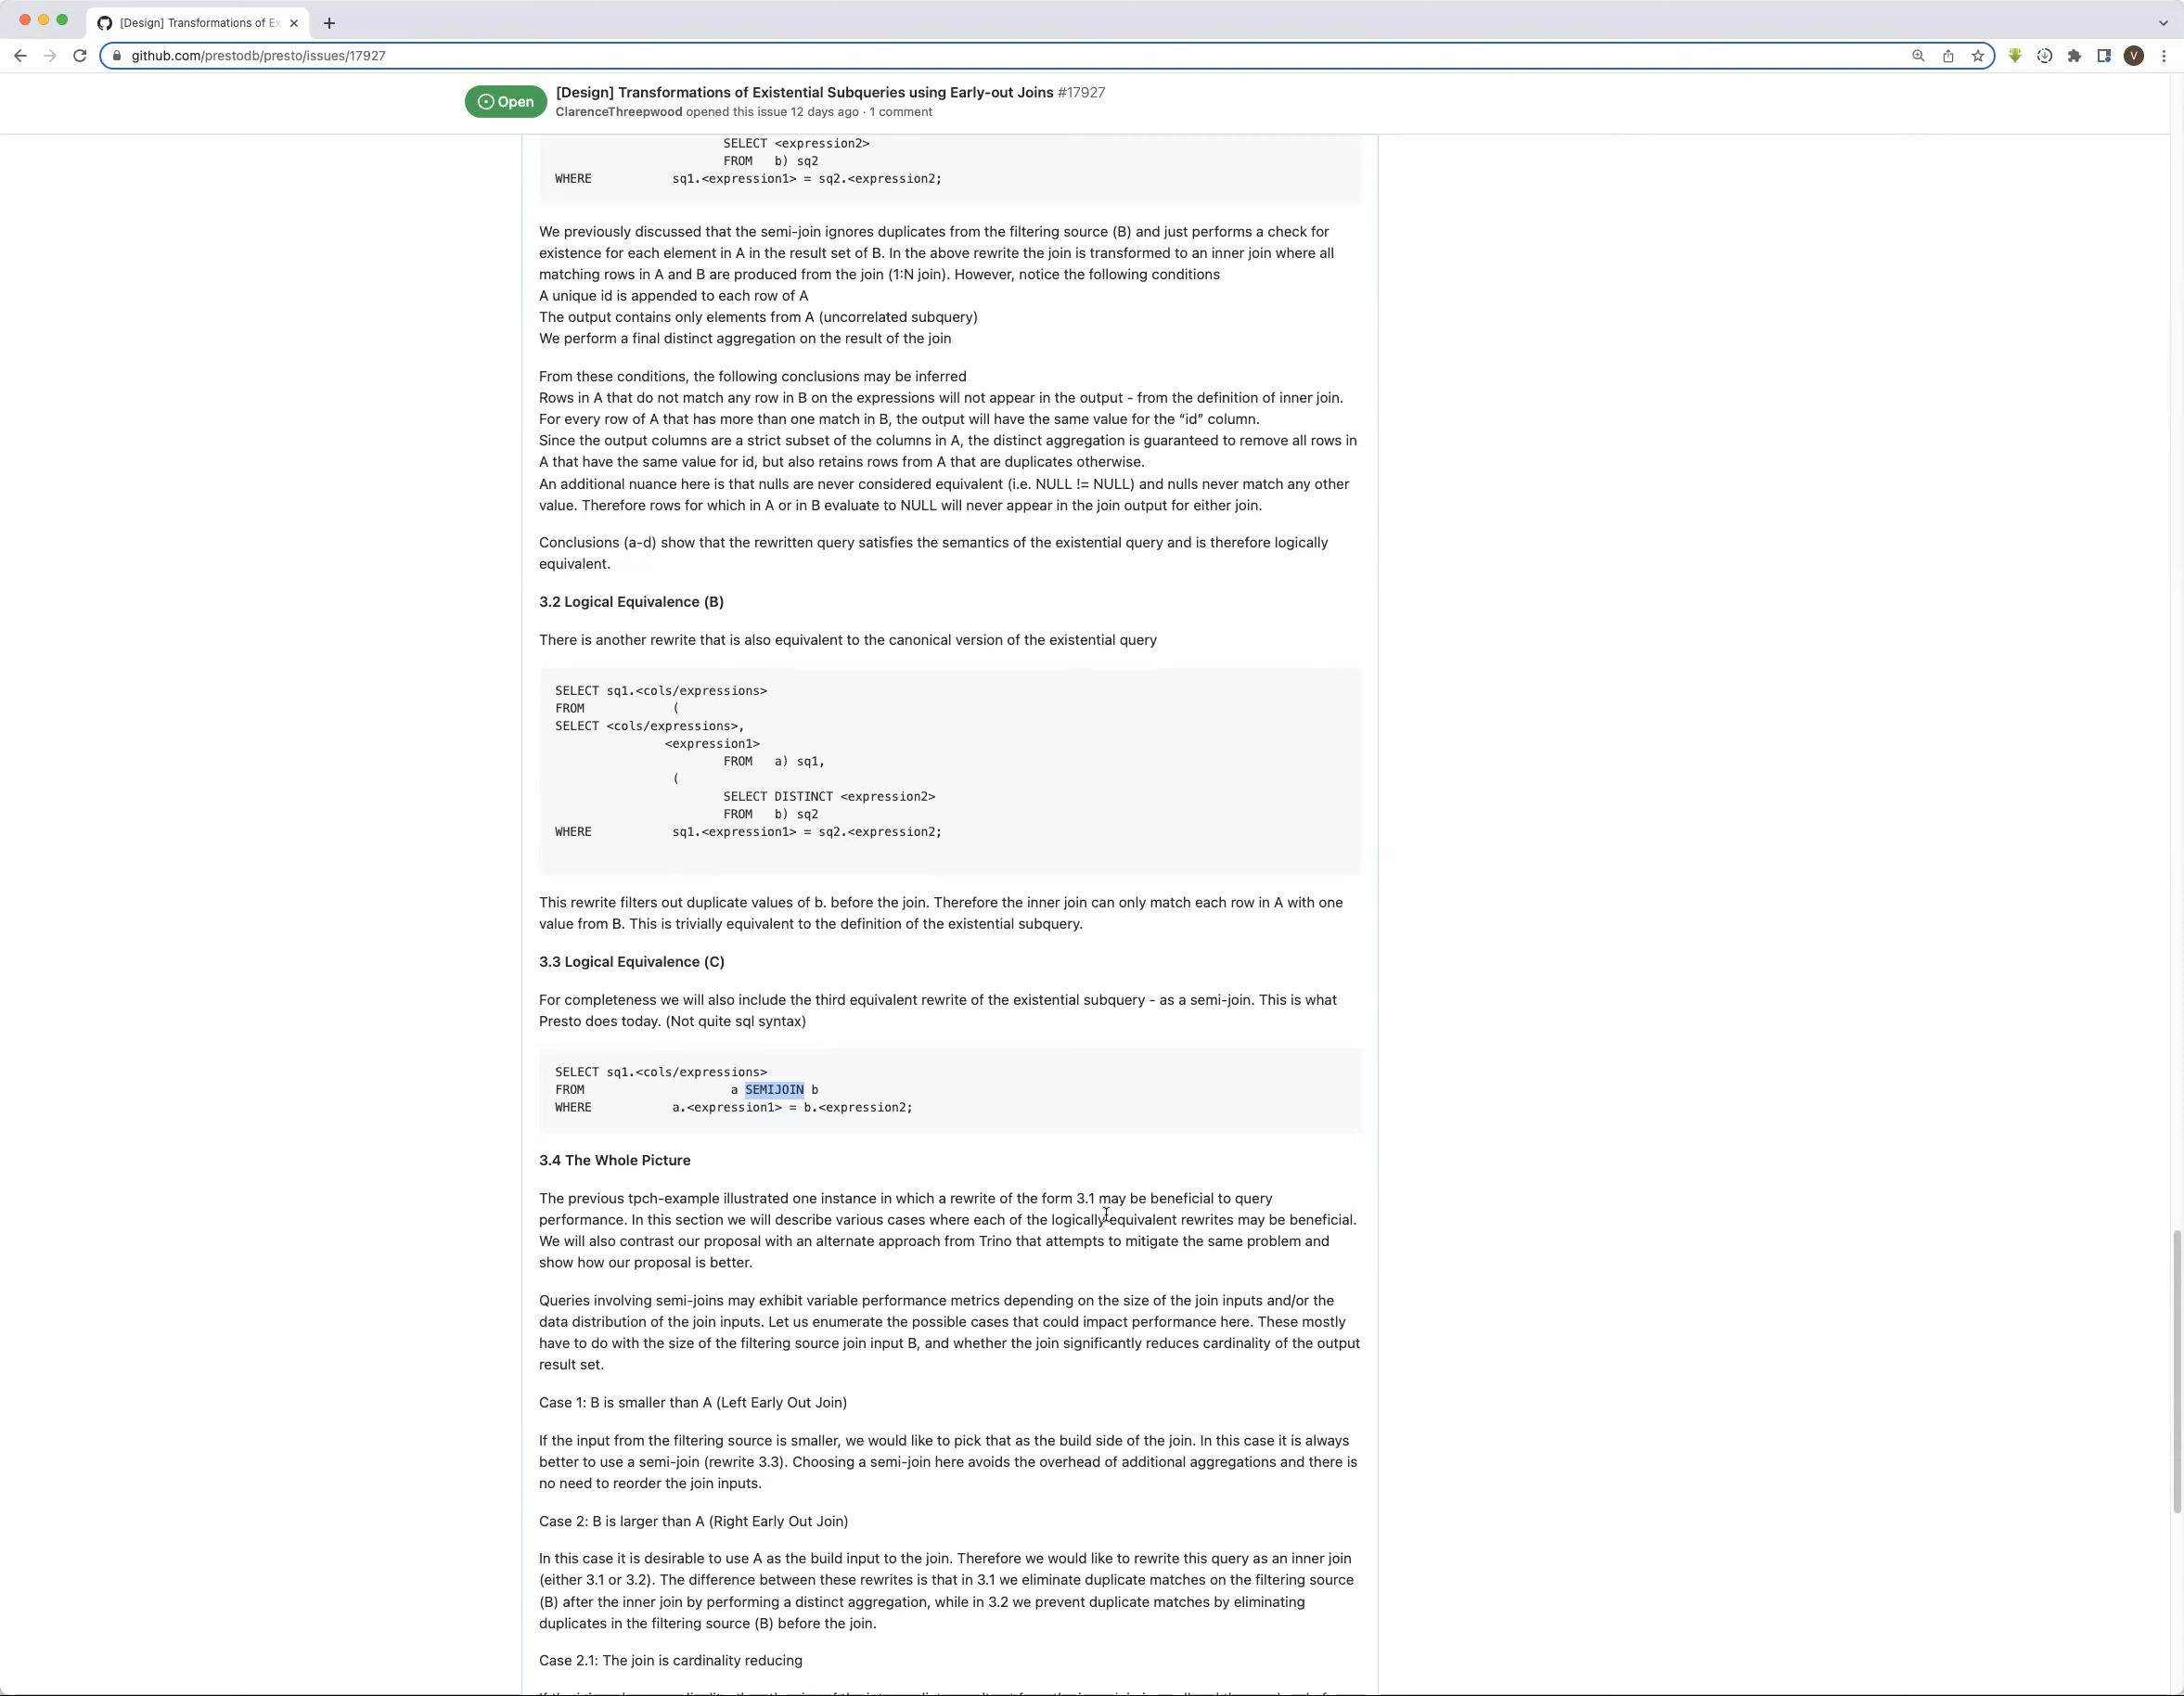 [Design] Transformations of E
github.com/prestodb/presto/issues/17927
V
Open
[Design] Transformations of Existential Subqueries using Early-out Joins #17927
ClarenceThreepwood opened this issue 12 days ago · 1 comment
SELECT <expression2>
FROM   b) sq2
WHERE           sq1.<expression1> = sq2.<expression2;
We previously discussed that the semi-join ignores duplicates from the filtering source (B) and just performs a check for
existence for each element in A in the result set of B. In the above rewrite the join is transformed to an inner join where all
matching rows in A and B are produced from the join (1:N join). However, notice the following conditions
A unique id is appended to each row of A
The output contains only elements from A (uncorrelated subquery)
We perform a final distinct aggregation on the result of the join
From these conditions, the following conclusions may be inferred
Rows in A that do not match any row in B on the expressions will not appear in the output - from the definition of inner join.
For every row of A that has more than one match in B, the output will have the same value for the “id” column.
Since the output columns are a strict subset of the columns in A, the distinct aggregation is guaranteed to remove all rows in
A that have the same value for id, but also retains rows from A that are duplicates otherwise.
An additional nuance here is that nulls are never considered equivalent (i.e. NULL != NULL) and nulls never match any other
value. Therefore rows for which in A or in B evaluate to NULL will never appear in the join output for either join.
Conclusions (a-d) show that the rewritten query satisfies the semantics of the existential query and is therefore logically
equivalent.
3.2 Logical Equivalence (B)
There is another rewrite that is also equivalent to the canonical version of the existential query
SELECT sq1.<cols/expressions>
FROM            (
SELECT <cols/expressions>,
<expression1>
FROM   a) sq1,
(
SELECT DISTINCT <expression2>
FROM   b) sq2
WHERE           sq1.<expression1> = sq2.<expression2;
This rewrite filters out duplicate values of b. before the join. Therefore the inner join can only match each row in A with one
value from B. This is trivially equivalent to the definition of the existential subquery.
3.3 Logical Equivalence (C)
For completeness we will also include the third equivalent rewrite of the existential subquery - as a semi-join. This is what
Presto does today. (Not quite sql syntax)
SELECT sq1.<cols/expressions>
FROM                    a SEMIJOIN b
WHERE           a.<expression1> = b.<expression2;
3.4 The Whole Picture
The previous tpch-example illustrated one instance in which a rewrite of the form 3.1 may be beneficial to query
performance. In this section we will describe various cases where each of the logically equivalent rewrites may be beneficial.
We will also contrast our proposal with an alternate approach from Trino that attempts to mitigate the same problem and
show how our proposal is better.
Queries involving semi-joins may exhibit variable performance metrics depending on the size of the join inputs and/or the
data distribution of the join inputs. Let us enumerate the possible cases that could impact performance here. These mostly
have to do with the size of the filtering source join input B, and whether the join significantly reduces cardinality of the output
result set.
Case 1: B is smaller than A (Left Early Out Join)
If the input from the filtering source is smaller, we would like to pick that as the build side of the join. In this case it is always
better to use a semi-join (rewrite 3.3). Choosing a semi-join here avoids the overhead of additional aggregations and there is
no need to reorder the join inputs.
Case 2: B is larger than A (Right Early Out Join)
In this case it is desirable to use A as the build input to the join. Therefore we would like to rewrite this query as an inner join
(either 3.1 or 3.2). The difference between these rewrites is that in 3.1 we eliminate duplicate matches on the filtering source
(B) after the inner join by performing a distinct aggregation, while in 3.2 we prevent duplicate matches by eliminating
duplicates in the filtering source (B) before the join.
Case 2.1: The join is cardinality reducing